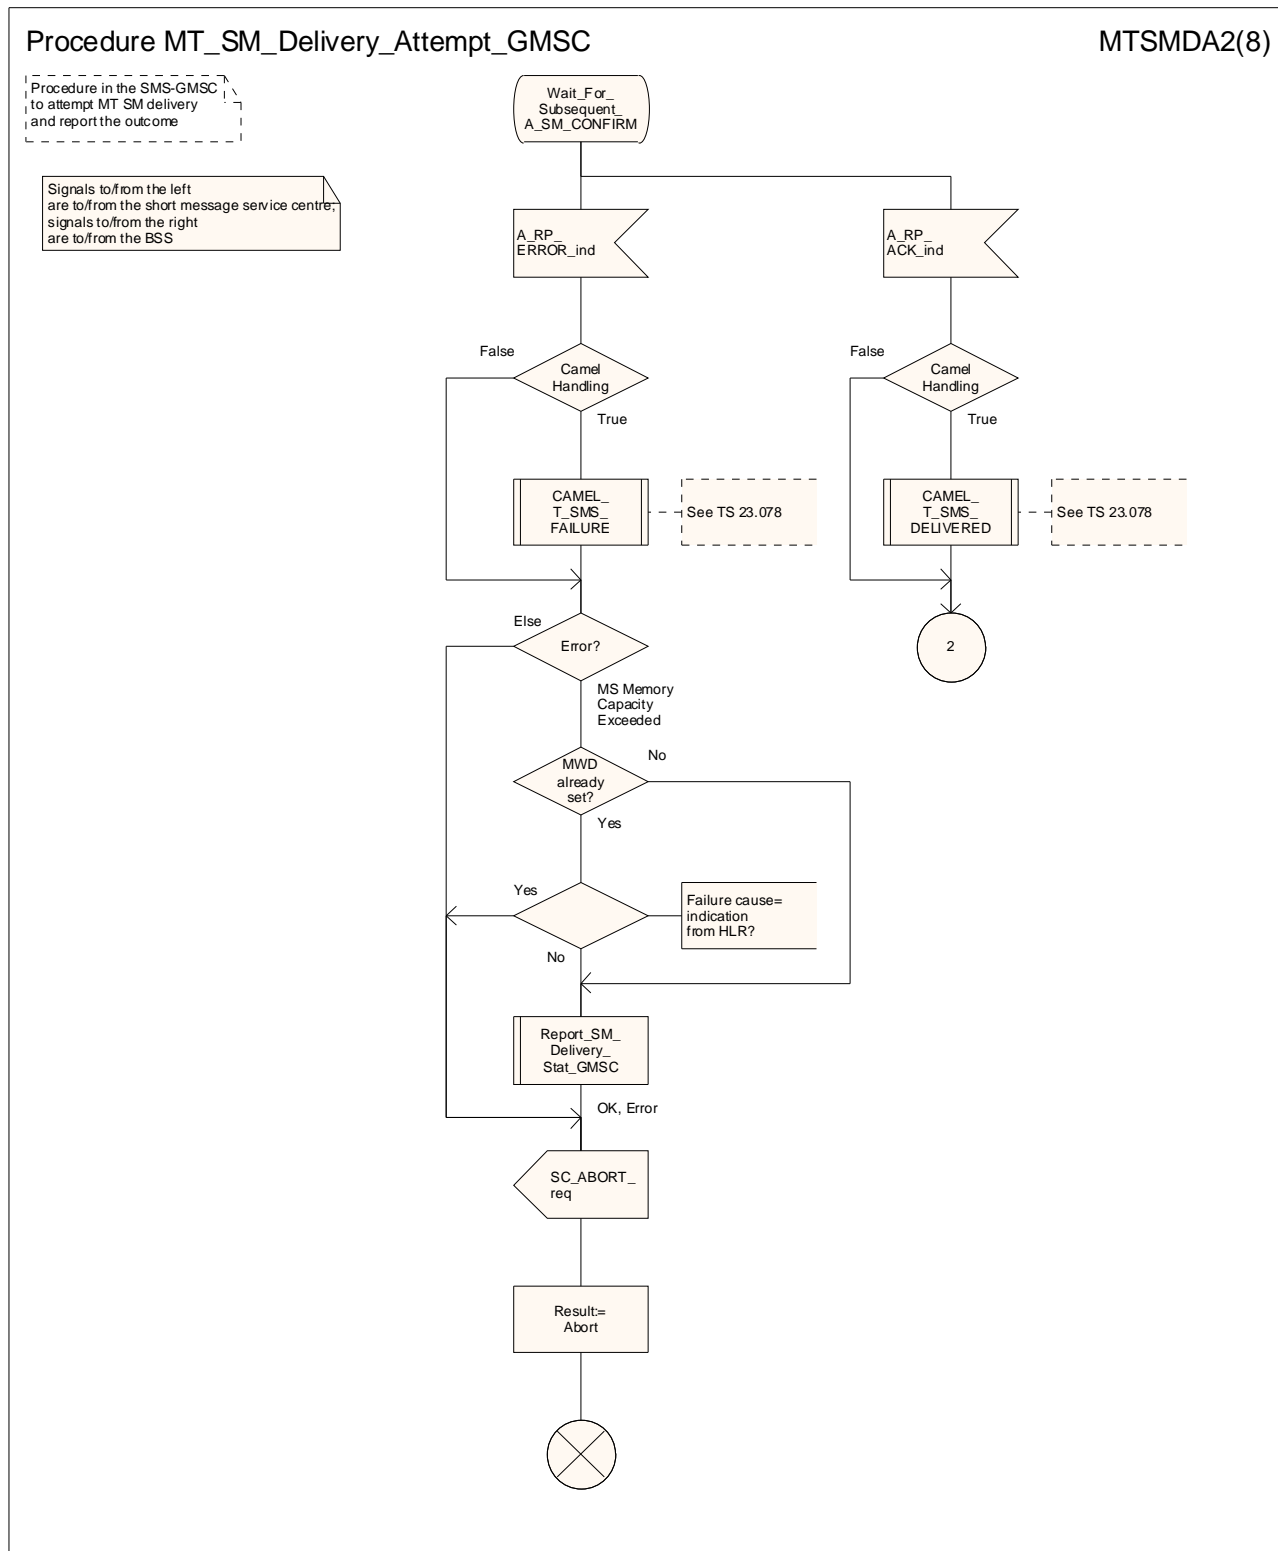 Procedure MT_SM_Delivery_Attempt_GMSC
MTSMDA2(8)
Procedure in the SMS-GMSC
to attempt MT SM delivery
and report the outcome
Wait_For_
Subsequent_
A_SM_CONFIRM
Signals to/from the left
are to/from the short message service centre;
signals to/from the right
are to/from the BSS
A_RP_
ERROR_ind
A_RP_
ACK_ind
False
Camel
Handling
True
False
Camel
Handling
True
CAMEL_
T_SMS_
FAILURE
See TS 23.078
CAMEL_
T_SMS_
DELIVERED
See TS 23.078
Else
Error?
2
MS Memory
Capacity
Exceeded
No
MWD
already
set?
Yes
Yes
Failure cause=
indication
from HLR?
No
Report_SM_
Delivery_
Stat_GMSC
OK, Error
SC_ABORT_
req
Result:=
Abort